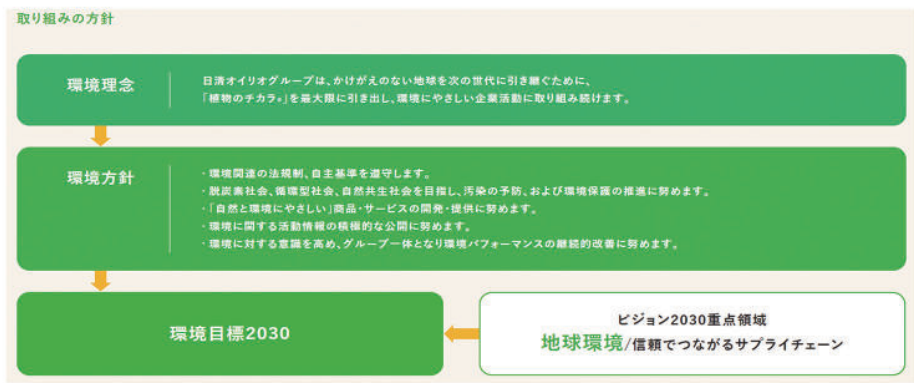 取り組みの方針
環境理念
日清オイリオグループは、かけがえのない地球を次の世代に引き継ぐために、
「植物のチカラ®」を最大限に引き出し、環境にやさしい企業活動に取り組み続けます。
環境方針
・環境関連の法規制、自主基準を遵守します。
・脱炭素社会、循環型社会、自然共生社会を目指し、汚染の予防、および環境保護の推進に努めます。
・「自然と環境にやさしい」商品・サービスの開発・提供に努めます。
・環境に関する活動情報の積極的な公開に努めます。
・環境に対する意識を高め、グループ一体となり環境パフォーマンスの継続的改善に努めます。
環境目標2030
ビジョン2030重点領域
地球環境/信頼でつながるサプライチェーン